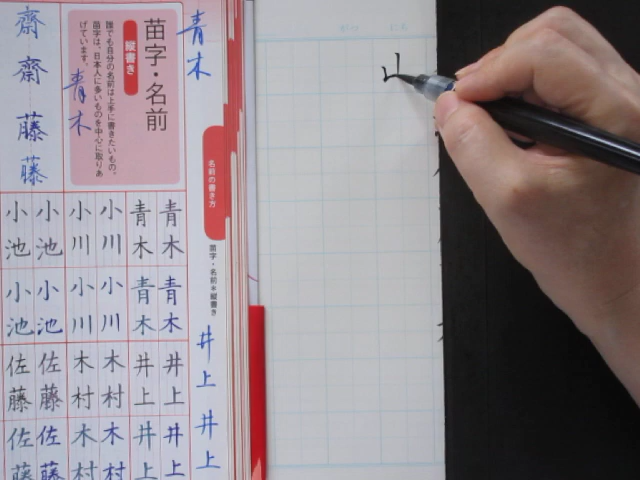 青木
名前の書き方
苗字・名前＊縦書き
井上
井上
苗字・名前
縦書き
誰でも自分の名前は上手に書きたいもの。
苗字は、日本人に多いものを中心に取りあ
げています。
青木
齋齋藤藤
青木
青木
井上
井上
青木
青木
井上
井上
小川
小川
木村
木村
小川
小川
木村
木村
小池
小池
佐藤
佐藤
小池
小池
佐藤
佐藤